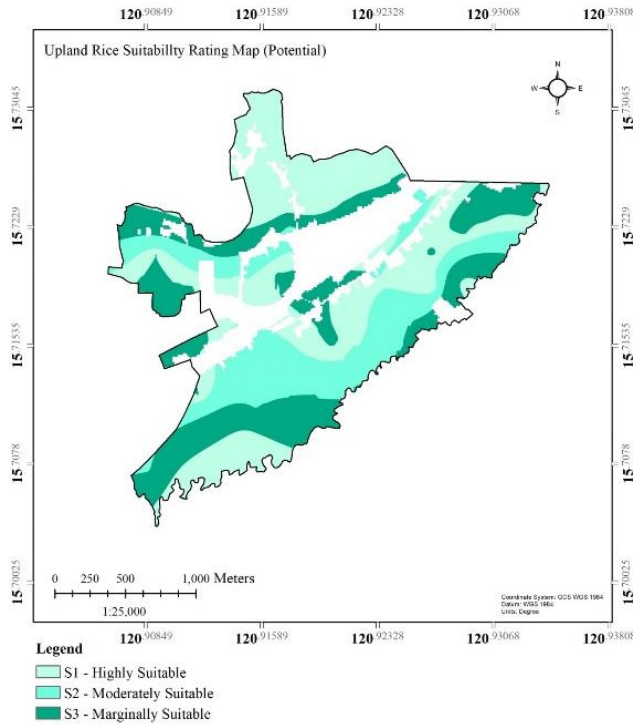 120.90849 120.91589 120.92328 120.93068 120.93808
Upland Rice Suitability Rating Map (Potential)
N
W E
S
15.73045 15.73045
15.7229 15.7229
15.71535 15.71535
15.7078 15.7078
15.70025 15.70025
0 250 500 1,000 Meters
1:25,000
Coordinate System: GCS WGS 1984
Datum: WGS 1984
Units: Degree
120.90849 120.91589 120.92328 120.93068 120.93808
Legend
S1 - Highly Suitable
S2 - Moderately Suitable
S3 - Marginally Suitable